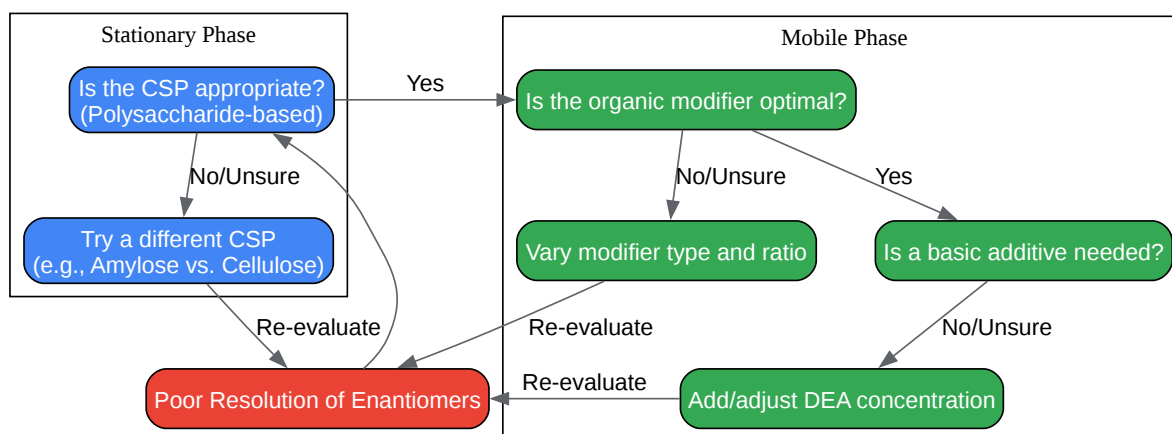 Stationary Phase
Mobile Phase
Is the CSP appropriate?
(Polysaccharide-based)
Yes
Is the organic modifier optimal?
No/Unsure
No/Unsure
Yes
Try a different CSP
(e.g., Amylose vs. Cellulose)
Vary modifier type and ratio
Is a basic additive needed?
Re-evaluate
Re-evaluate
No/Unsure
Poor Resolution of Enantiomers
Re-evaluate
Add/adjust DEA concentration